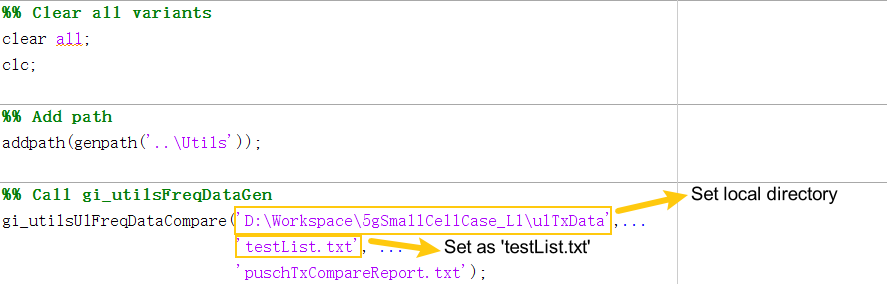 %% Clear all variants
clear all;
clc;
%% Add path
addpath(genpath('..\Utils'));
%% Call gi_utilsFreqDataGen
Set local directory
gi_utilsUlFreqDataCompare('D:\Workspace\5gSmallCellCase_L1\ulTxData',...
'testList.txt', ... Set as 'testList.txt'
'puschTxCompareReport.txt');